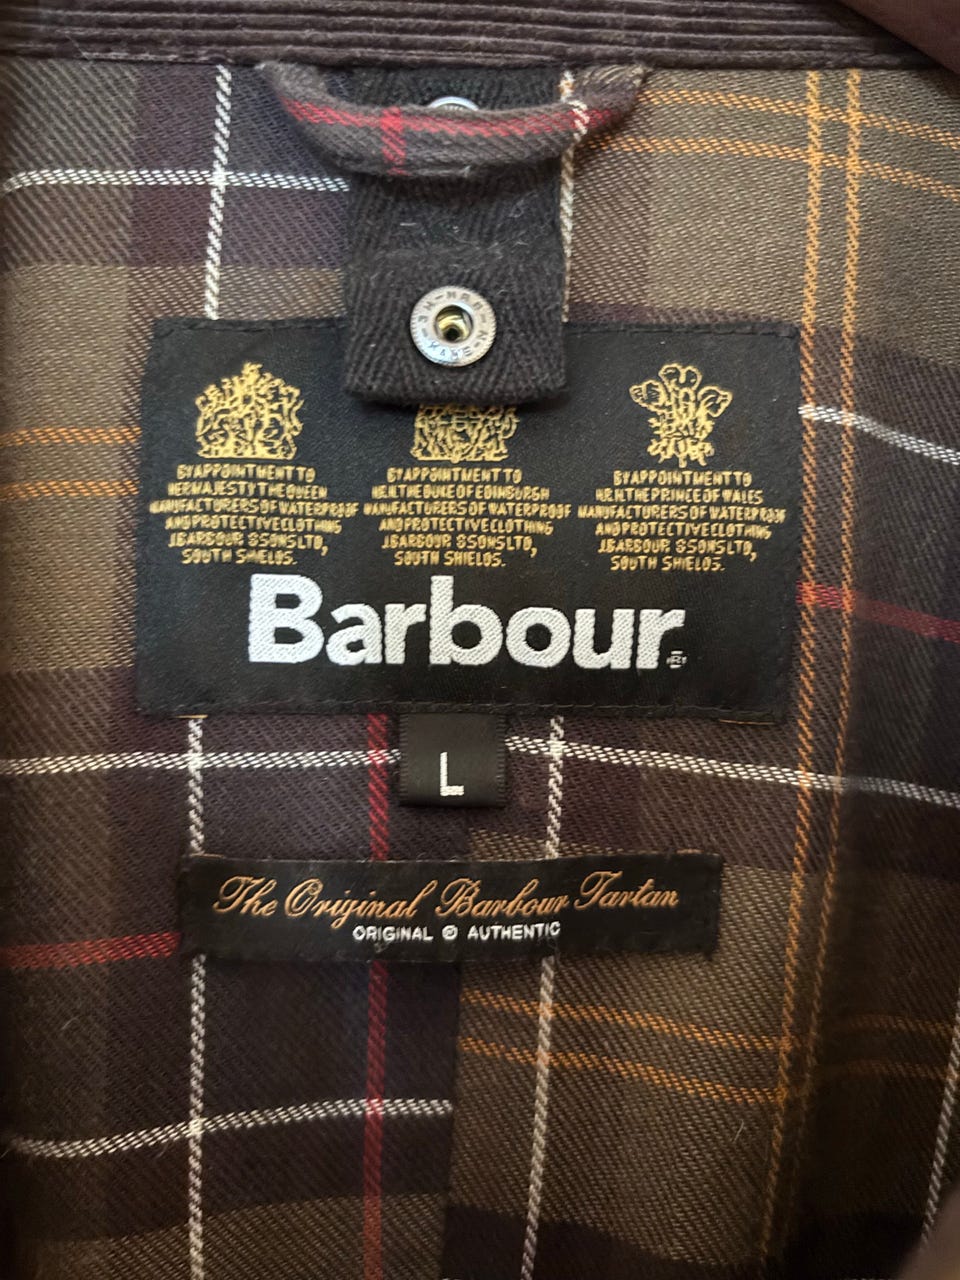 BY APPOINTMENT TO
HER MAJESTY THE QUEEN
MANUFACTURERS OF WATERPROOF
AND PROTECTIVE CLOTHING
J.BARBOUR & SONS LTD,
SOUTH SHIELDS.
BY APPOINTMENT TO
H.R.H. THE DUKE OF EDINBURGH
MANUFACTURERS OF WATERPROOF
AND PROTECTIVE CLOTHING
J.BARBOUR & SONS LTD,
SOUTH SHIELDS.
BY APPOINTMENT TO
H.R.H. THE PRINCE OF WALES
MANUFACTURERS OF WATERPROOF
AND PROTECTIVE CLOTHING
J.BARBOUR & SONS LTD,
SOUTH SHIELDS.
Barbour
L
The Original Barbour Tartan
ORIGINAL & AUTHENTIC